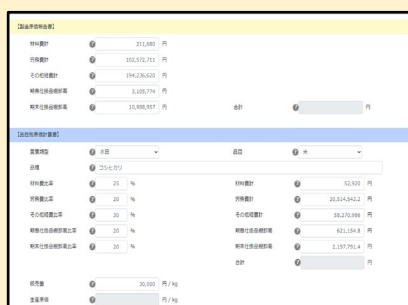 【製造原価報告書】
材料費計 ? 211,680 円
労務費計 ? 102,572,711 円
その他経費計 ? 194,236,620 円
期首仕掛品棚卸高 ? 3,105,774 円
期末仕掛品棚卸高 ? 10,988,957 円 合計 ? 円
【品目別原価計算書】
営農類型 ? 水田 品目 ? 米
品種 ? コシヒカリ
材料費比率 ? 25 % 材料費計 ? 52,920 円
労務費比率 ? 20 % 労務費計 ? 20,514,542.2 円
その他経費比率 ? 30 % その他経費計 ? 58,270,986 円
期首仕掛品棚卸高比率 ? 20 % 期首仕掛品棚卸高 ? 621,154.8 円
期末仕掛品棚卸高比率 ? 20 % 期末仕掛品棚卸高 ? 2,197,791.4 円
合計 ? 円
販売量 ? 30,000 円 / kg
生産原価 ? 円 / kg